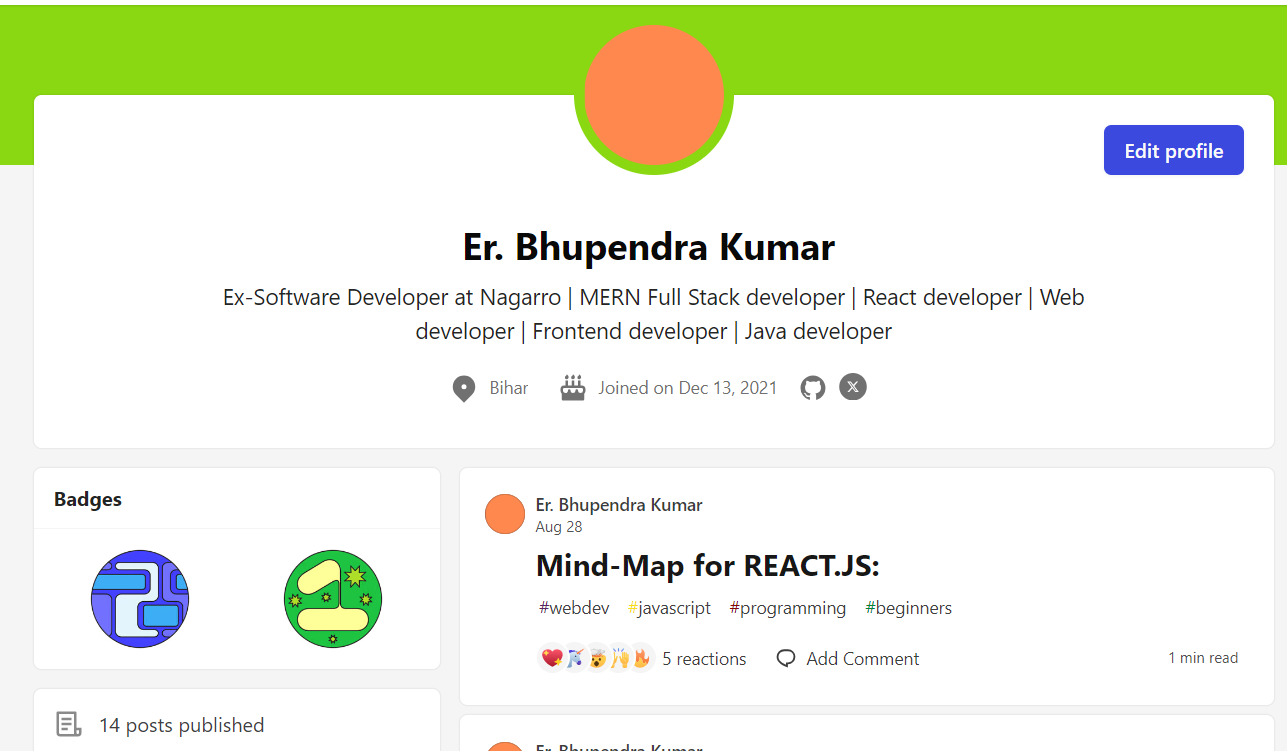 Edit profile
Er. Bhupendra Kumar
Ex-Software Developer at Nagarro | MERN Full Stack developer | React developer | Web
developer | Frontend developer | Java developer
Bihar
Joined on Dec 13, 2021
Badges
14 posts published
Er. Bhupendra Kumar
Aug 28
Mind-Map for REACT.JS:
#webdev #javascript #programming #beginners
5 reactions
Add Comment
1 min read
Er. Bhupendra Kumar